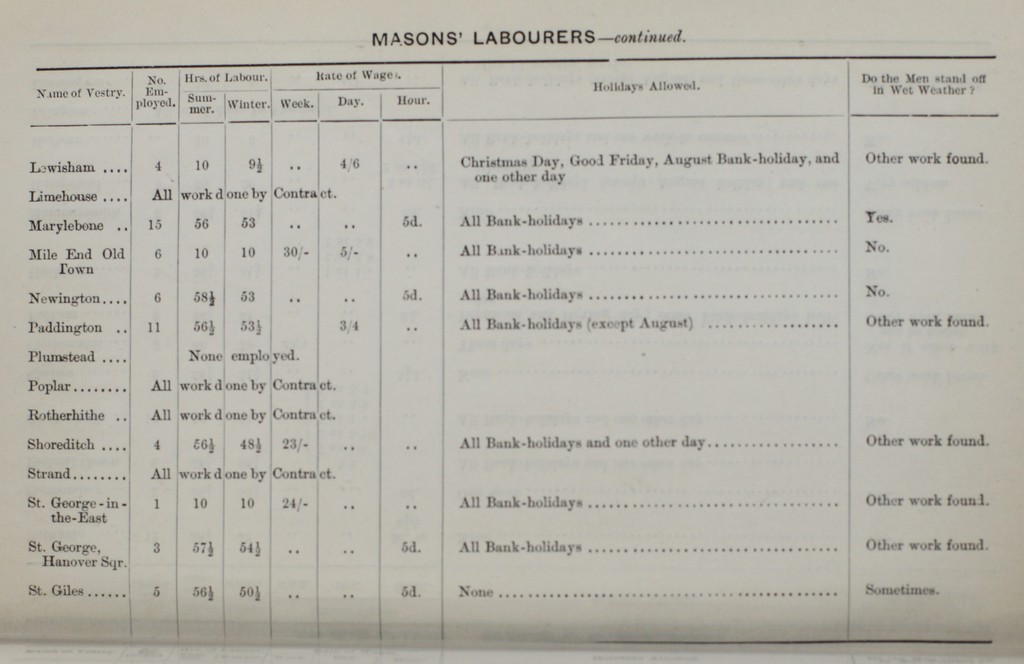 MASONS' LABOURERS—continued.
Name of Vestry. No. Employed. Hrs. of Labour. Rate of Wages. Holidays Allowed. Do the Men stand off in Wet Weather?
Summer. Winter. Week. Day. Hour.
Lewisham .... 4 10 9½ .. 4/6 .. Christmas Day, Good Friday, August Bank-holiday, and Other work found.
one other day
Limehouse .... All work done by Contract.
Marylebone .. 15 56 53 .. .. 5d. All Bank-holidays ........ Yes.
Mile End Old 6 10 10 30/- 5/- .. All Bank-holidays ........ No.
Town
Newington.... 6 58½ 53 .. .. 5d. All Bank-holidays ........ No.
Paddington .. 11 56½ 53½ 3/4 .. All Bank-holidays (except August) ........ Other work found.
Plumstead .... None employed.
Poplar........ All work done by Contract.
Rotherhithe .. All work done by Contract.
Shoreditch .... 4 56½ 48½ 23/- .. .. All Bank-holidays and one other day........ Other work found.
Strand........ All work done by Contract.
St. George-in- 1 10 10 24/- .. .. All Bank-holidays ........ Other work found.
the-East
St. George, 3 57½ 54½ .. .. 5d. All Bank-holidays ........ Other work found.
Hanover Sqr.
St. Giles...... 5 56½ 50½ .. .. 5d. None ........ Sometimes.